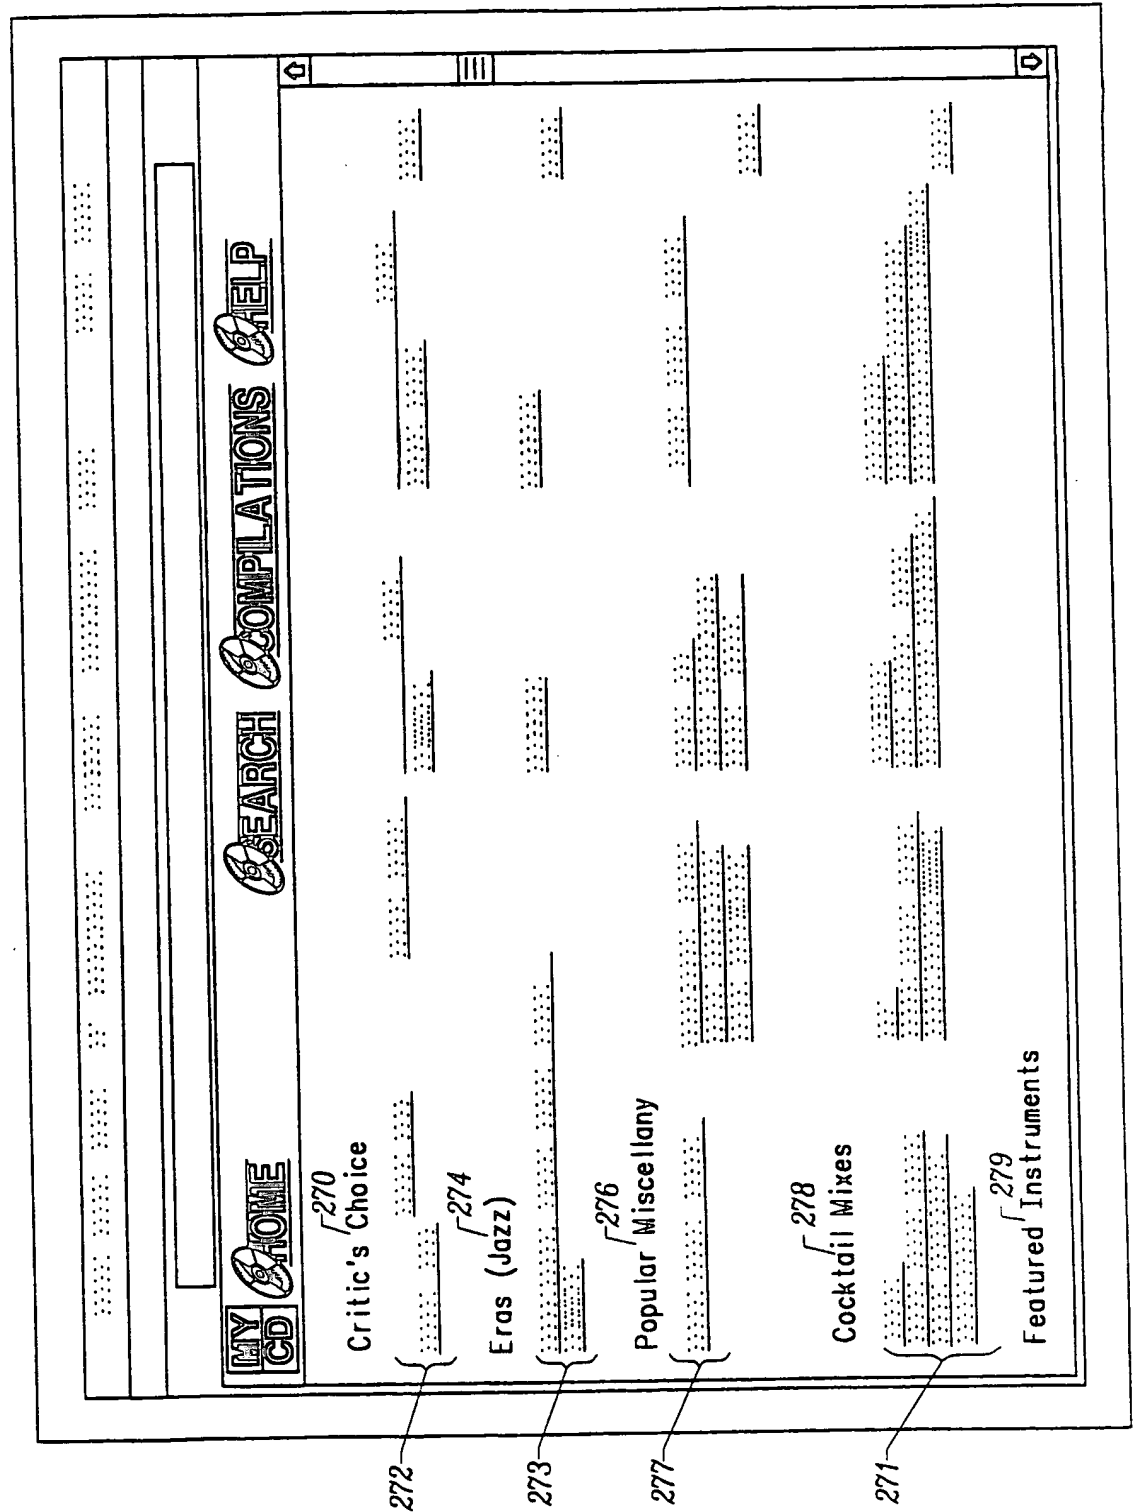 MY CD HOME SEARCH COMPILATIONS HELP
270
Critic's Choice
272
274
Eras (Jazz)
273
276
Popular Miscellany
277
278
Cocktail Mixes
271
279
Featured Instruments